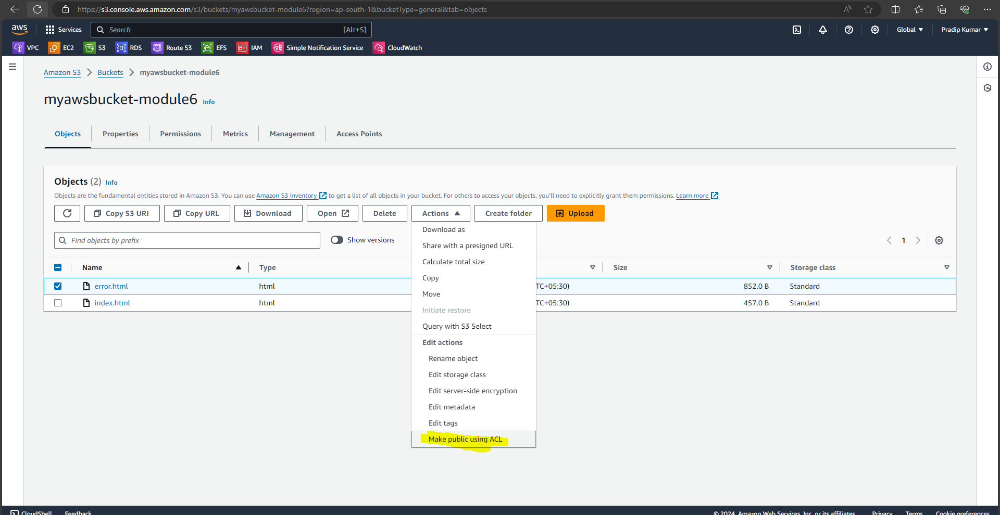 https://s3.console.aws.amazon.com/s3/buckets/myawsbucket-module6?region=ap-south-1&bucketType=general&tab=objects
aws Services Search [Alt+S] Global Pradip Kumar
VPC EC2 S3 RDS Route 53 EFS IAM Simple Notification Service CloudWatch
Amazon S3 > Buckets > myawsbucket-module6
myawsbucket-module6 Info
Objects Properties Permissions Metrics Management Access Points
Objects (2) Info
Objects are the fundamental entities stored in Amazon S3. You can use Amazon S3 inventory to get a list of all objects in your bucket. For others to access your objects, you'll need to explicitly grant them permissions. Learn more
Copy S3 URI Copy URL Download Open Delete Actions Create folder Upload
Find objects by prefix Show versions 1
Name Type Size Storage class
error.html html TC+05:30) 852.0 B Standard
index.html html TC+05:30) 457.0 B Standard
Download as
Share with a presigned URL
Calculate total size
Copy
Move
Initiate restore
Query with S3 Select
Edit actions
Rename object
Edit storage class
Edit server-side encryption
Edit metadata
Edit tags
Make public using ACL
CloudShell Feedback © 2024, Amazon Web Services, Inc. or its affiliates. Privacy Terms Cookie preferences